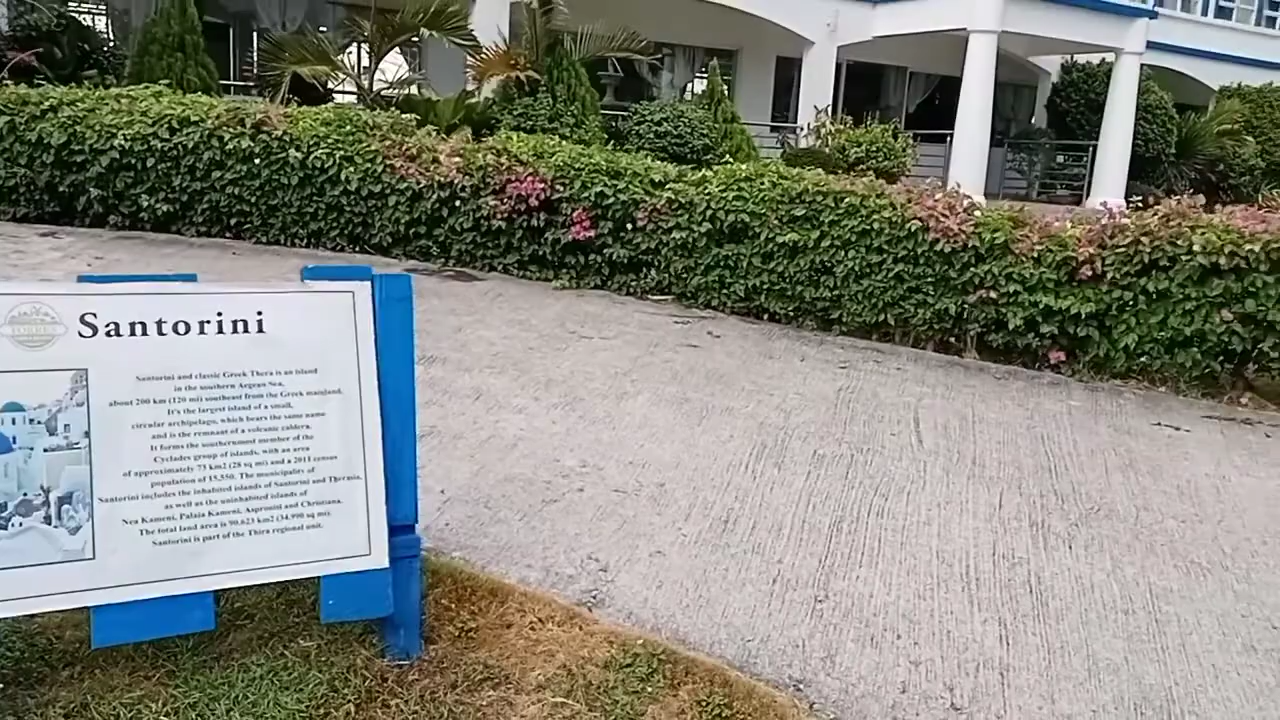 TORRES
Santorini
Santorini and classic Greek Thera is an island
in the southern Aegean Sea,
about 200 km (120 mi) southeast from the Greek mainland.
It's the largest island of a small,
circular archipelago, which bears the same name
and is the remnant of a volcanic caldera.
It forms the southernmost member of the
Cyclades group of islands, with an area
of approximately 73 km2 (28 sq mi) and a 2011 census
population of 15,550. The municipality of
Santorini includes the inhabited islands of Santorini and Therasia,
as well as the uninhabited islands of
Nea Kameni, Palaia Kameni, Aspronisi and Christiana.
The total land area is 90.623 km2 (34.990 sq mi).
Santorini is part of the Thira regional unit.